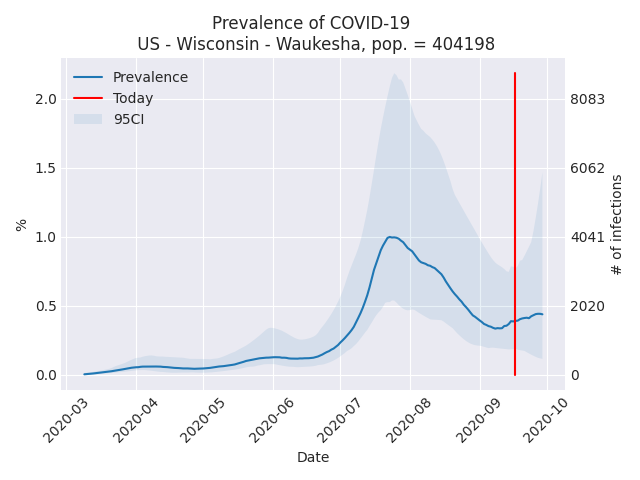 Prevalence of COVID-19
US - Wisconsin - Waukesha, pop. = 404198
Prevalence
Today
95CI
2.0
1.5
1.0
0.5
0.0
%
8083
6062
4041
2020
0
# of infections
2020-03
2020-04
2020-05
2020-06
2020-07
2020-08
2020-09
2020-10
Date